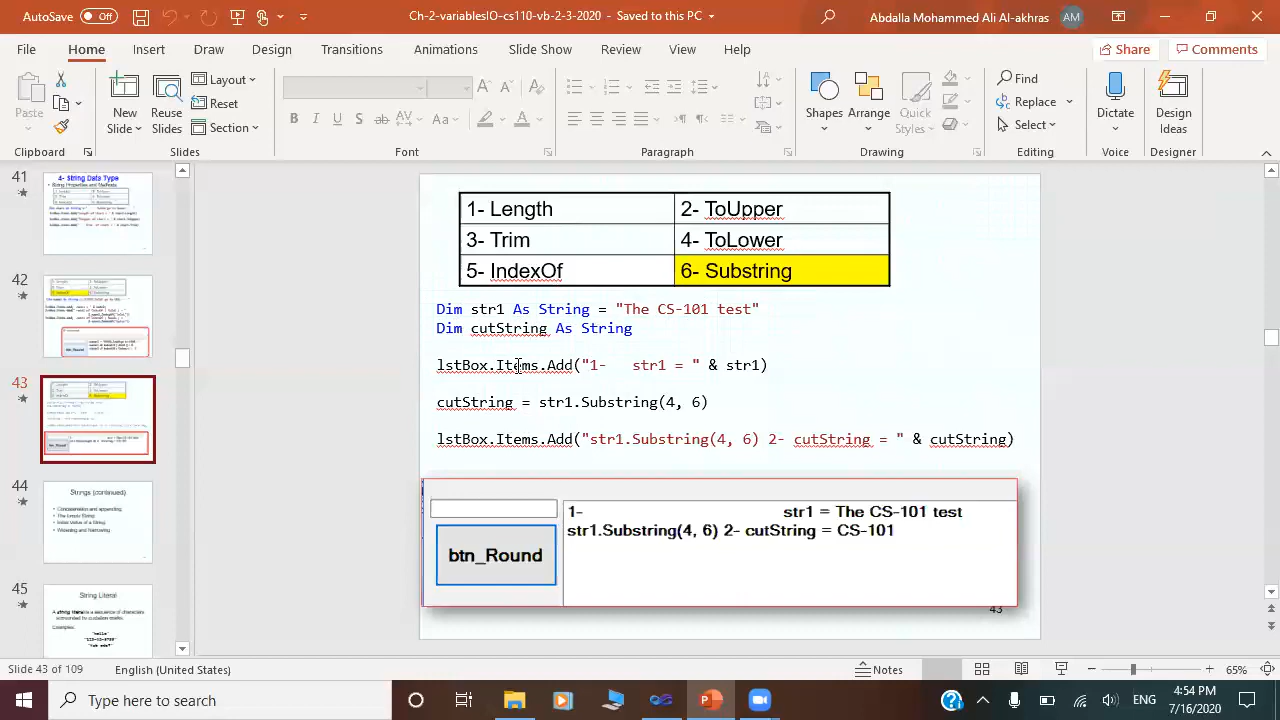 AutoSave Off Ch-2-variablesIO-cs110-vb-2-3-2020 - Saved to this PC Abdalla Mohammed Ali Al-akhras AM
File Home Insert Draw Design Transitions Animations Slide Show Review View Help Share Comments
Paste New Slide Reuse Slides Layout Reset Section Shapes Arrange Quick Styles Find Replace Select Dictate Design Ideas
Clipboard Slides Font Paragraph Drawing Editing Voice Designer
41
4- String Data Type
42
43
44
Strings (continued)
45
String Literal
1- Length 2- ToUpper
3- Trim 4- ToLower
5- IndexOf 6- Substring
Dim str1 As String = "The CS-101 test"
Dim cutString As String
lstBox.Items.Add("1- str1 = " & str1)
cutString = str1.Substring(4, 6)
lstBox.Items.Add("str1.Substring(4, 6) 2- cutString = " & cutString)
1- str1 = The CS-101 test
str1.Substring(4, 6) 2- cutString = CS-101
btn_Round
43
Slide 43 of 109 English (United States) Notes 65%
Type here to search ENG 4:54 PM
7/16/2020